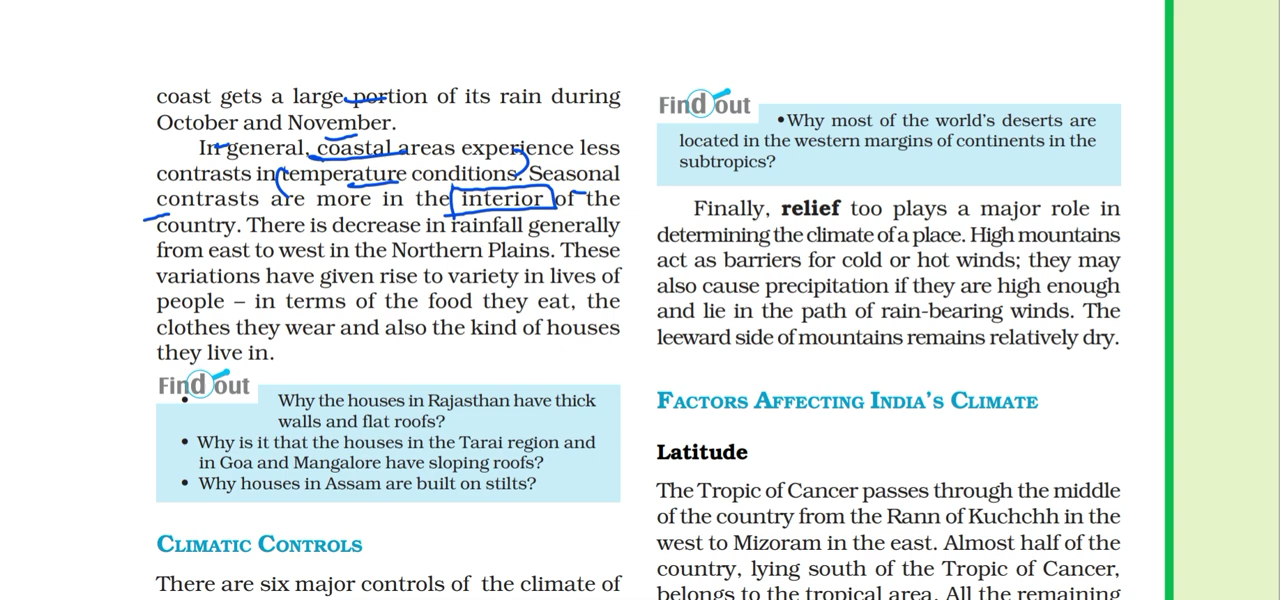 coast gets a large portion of its rain during
October and November.
In general, coastal areas experience less
contrasts in temperature conditions. Seasonal
contrasts are more in the interior of the
country. There is decrease in rainfall generally
from east to west in the Northern Plains. These
variations have given rise to variety in lives of
people – in terms of the food they eat, the
clothes they wear and also the kind of houses
they live in.
Find out
• Why the houses in Rajasthan have thick
walls and flat roofs?
• Why is it that the houses in the Tarai region and
in Goa and Mangalore have sloping roofs?
• Why houses in Assam are built on stilts?
CLIMATIC CONTROLS
There are six major controls of the climate of
Find out
•Why most of the world's deserts are
located in the western margins of continents in the
subtropics?
Finally, relief too plays a major role in
determining the climate of a place. High mountains
act as barriers for cold or hot winds; they may
also cause precipitation if they are high enough
and lie in the path of rain-bearing winds. The
leeward side of mountains remains relatively dry.
FACTORS AFFECTING INDIA'S CLIMATE
Latitude
The Tropic of Cancer passes through the middle
of the country from the Rann of Kuchchh in the
west to Mizoram in the east. Almost half of the
country, lying south of the Tropic of Cancer,
belongs to the tropical area. All the remaining